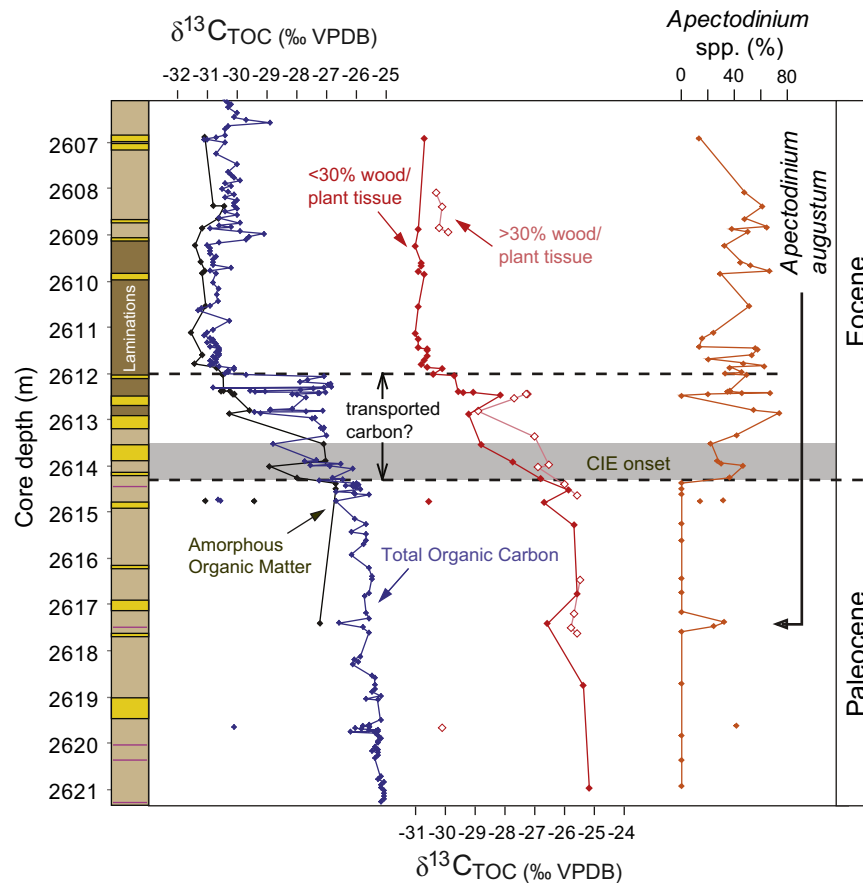 δ13CTOC (‰ VPDB)
-32 -31 -30 -29 -28 -27 -26 -25
Apectodinium
spp. (%)
0 40 80
Core depth (m)
2607
2608
2609
2610
2611
2612
2613
2614
2615
2616
2617
2618
2619
2620
2621
Laminations
<30% wood/
plant tissue
>30% wood/
plant tissue
Apectodinium
augustum
Eocene
transported
carbon?
CIE onset
Amorphous
Organic Matter
Total Organic Carbon
Paleocene
-31 -30 -29 -28 -27 -26 -25 -24
δ13CTOC (‰ VPDB)